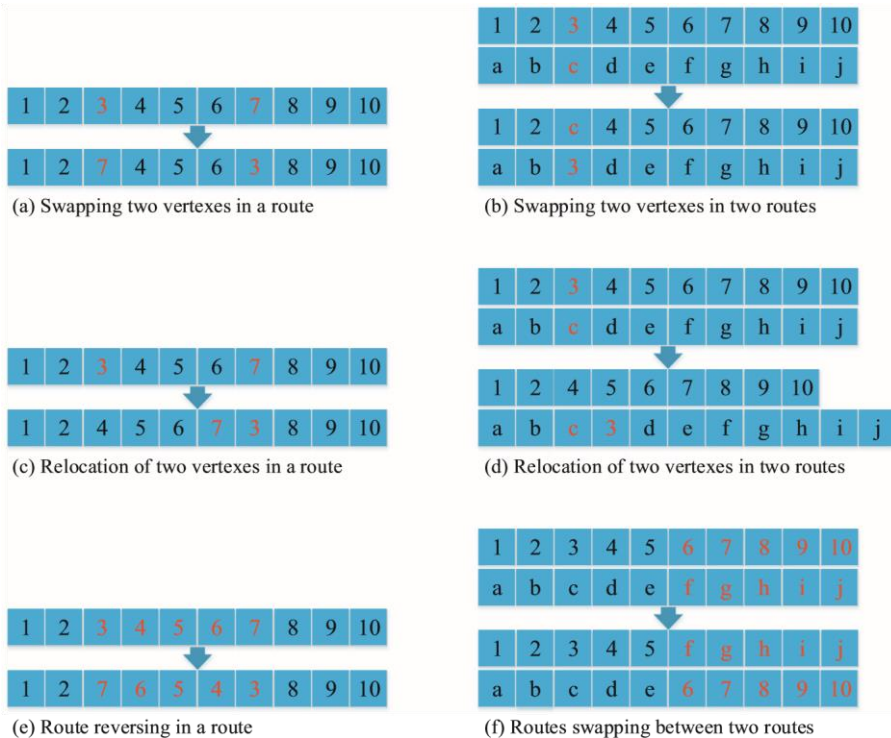 1 2 3 4 5 6 7 8 9 10
1 2 7 4 5 6 3 8 9 10
(a) Swapping two vertexes in a route
1 2 3 4 5 6 7 8 9 10
a b c d e f g h i j
1 2 c 4 5 6 7 8 9 10
a b 3 d e f g h i j
(b) Swapping two vertexes in two routes
1 2 3 4 5 6 7 8 9 10
1 2 4 5 6 7 3 8 9 10
(c) Relocation of two vertexes in a route
1 2 3 4 5 6 7 8 9 10
a b c d e f g h i j
1 2 4 5 6 7 8 9 10
a b c 3 d e f g h i j
(d) Relocation of two vertexes in two routes
1 2 3 4 5 6 7 8 9 10
1 2 7 6 5 4 3 8 9 10
(e) Route reversing in a route
1 2 3 4 5 6 7 8 9 10
a b c d e f g h i j
1 2 3 4 5 f g h i j
a b c d e 6 7 8 9 10
(f) Routes swapping between two routes